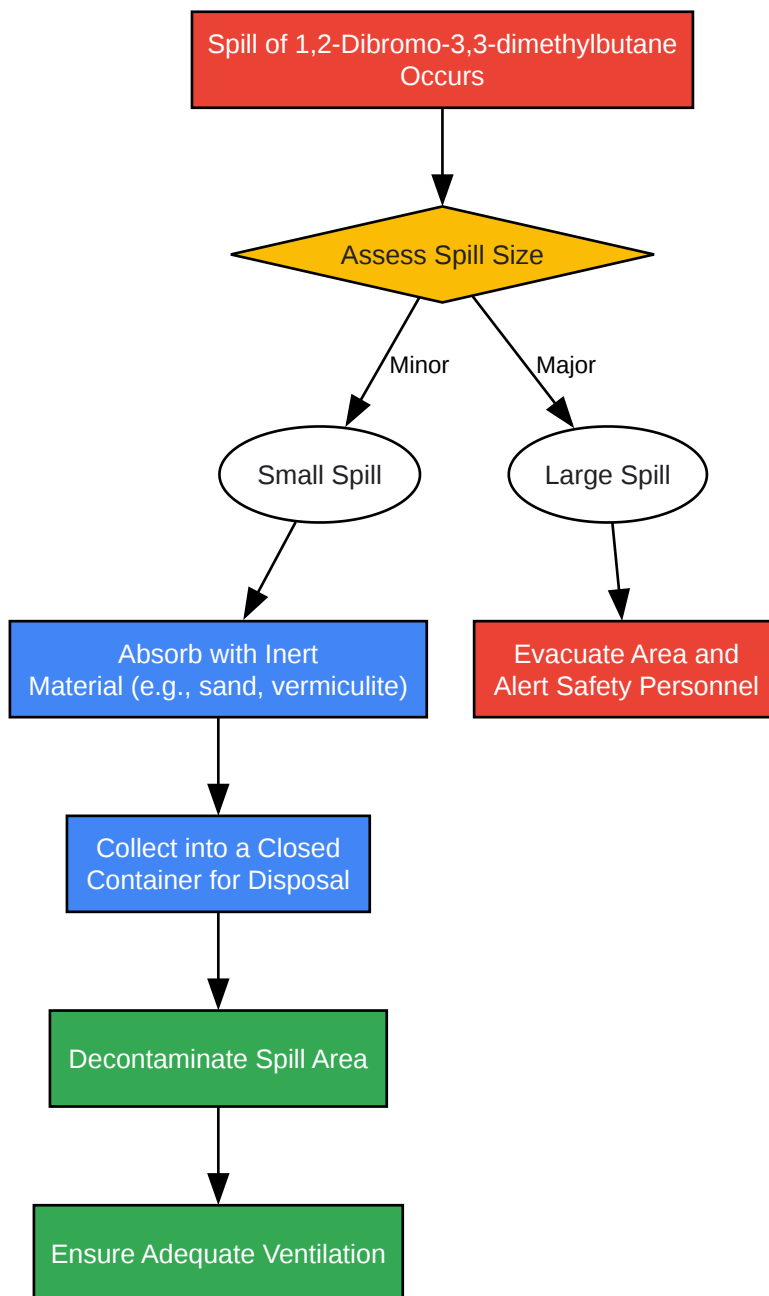 Spill of 1,2-Dibromo-3,3-dimethylbutane
Occurs
Assess Spill Size
Minor
Major
Small Spill
Large Spill
Absorb with Inert
Material (e.g., sand, vermiculite)
Evacuate Area and
Alert Safety Personnel
Collect into a Closed
Container for Disposal
Decontaminate Spill Area
Ensure Adequate Ventilation